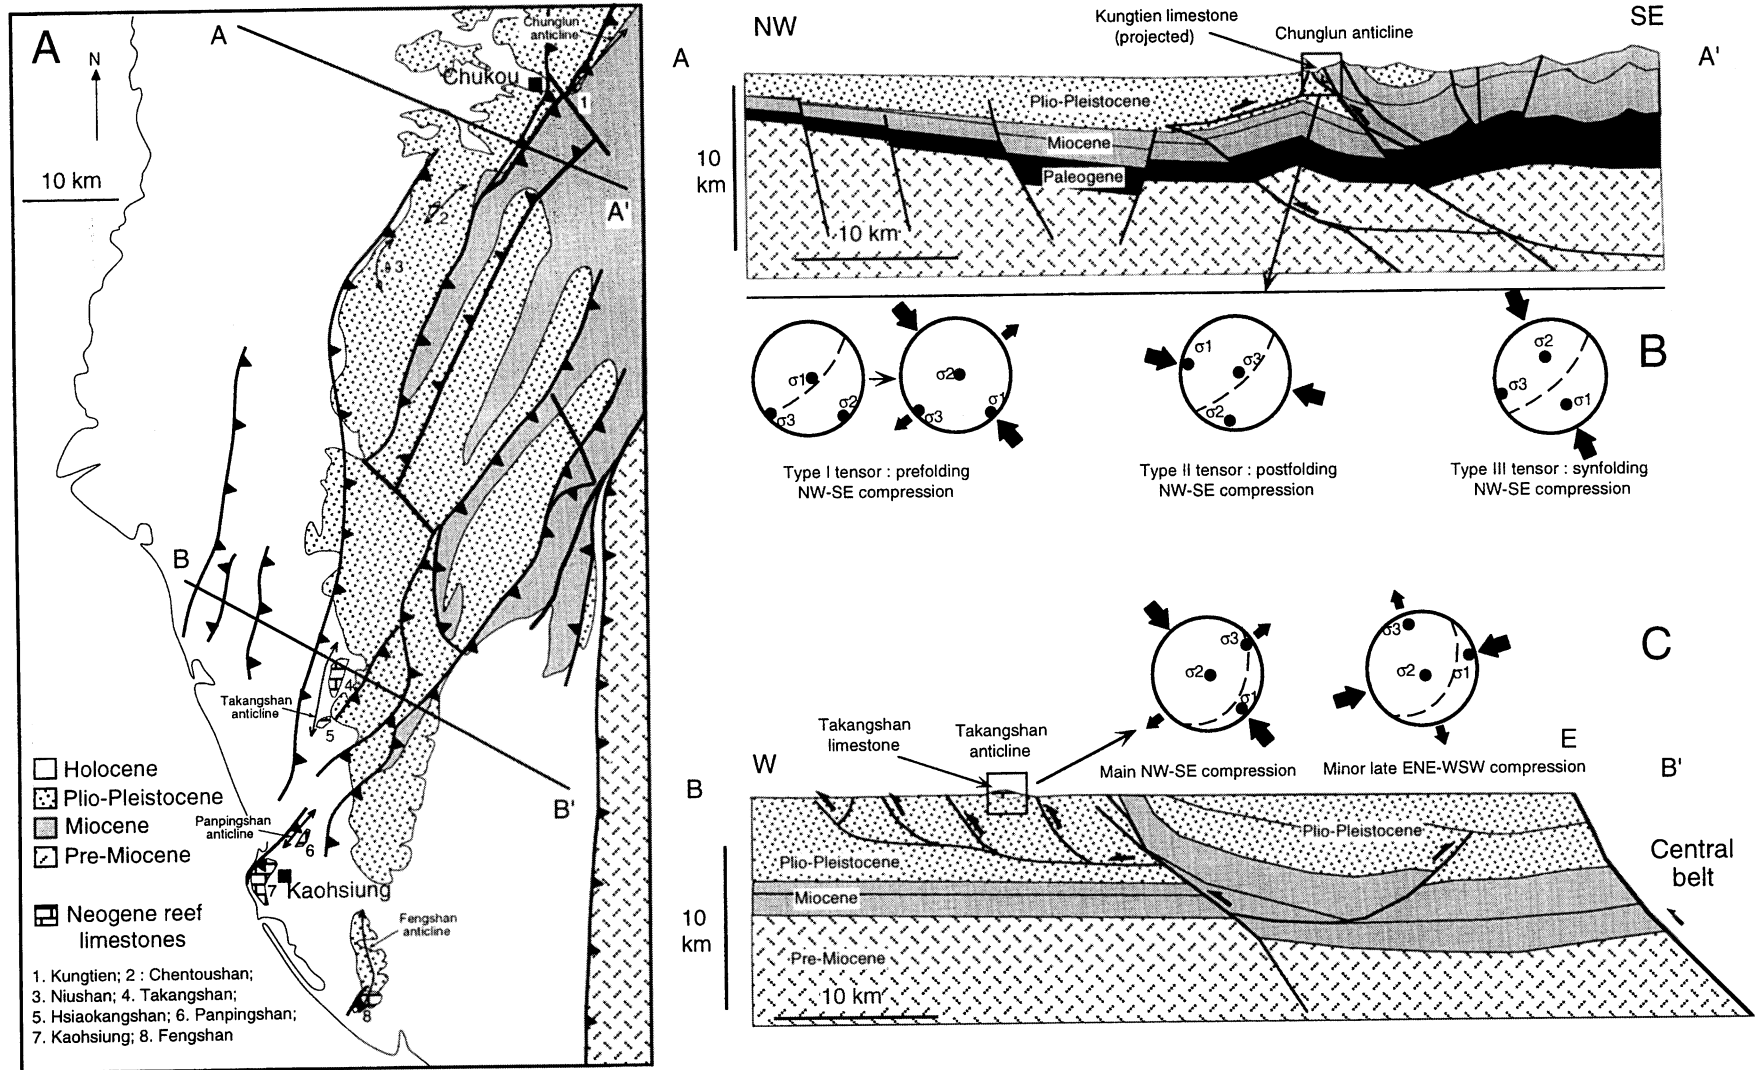 A
N
10 km
A
Chunglun
anticline
Chukou
1
A'
2
3
B
4
Takangshan
anticline
5
B'
Holocene
Plio-Pleistocene
Miocene
Pre-Miocene
Panpingshan
anticline
6
7
Kaohsiung
Neogene reef
limestones
Fengshan
anticline
8
1. Kungtien; 2 : Chentoushan;
3. Niushan; 4. Takangshan;
5. Hsiaokangshan; 6. Panpingshan;
7. Kaohsiung; 8. Fengshan
NW
Kungtien limestone
(projected)
Chunglun anticline
SE
A
A'
Plio-Pleistocene
Miocene
Paleogene
10
km
10 km
B
σ1
σ3
σ2
σ2
σ3
σ1
σ1
σ3
σ2
σ2
σ3
σ1
Type I tensor : prefolding
NW-SE compression
Type II tensor : postfolding
NW-SE compression
Type III tensor : synfolding
NW-SE compression
C
σ3
σ2
σ1
σ3
σ2
σ1
Main NW-SE compression
Minor late ENE-WSW compression
Takangshan
limestone
Takangshan
anticline
W
E
B
B'
Plio-Pleistocene
Plio-Pleistocene
Miocene
Pre-Miocene
Central
belt
10
km
10 km